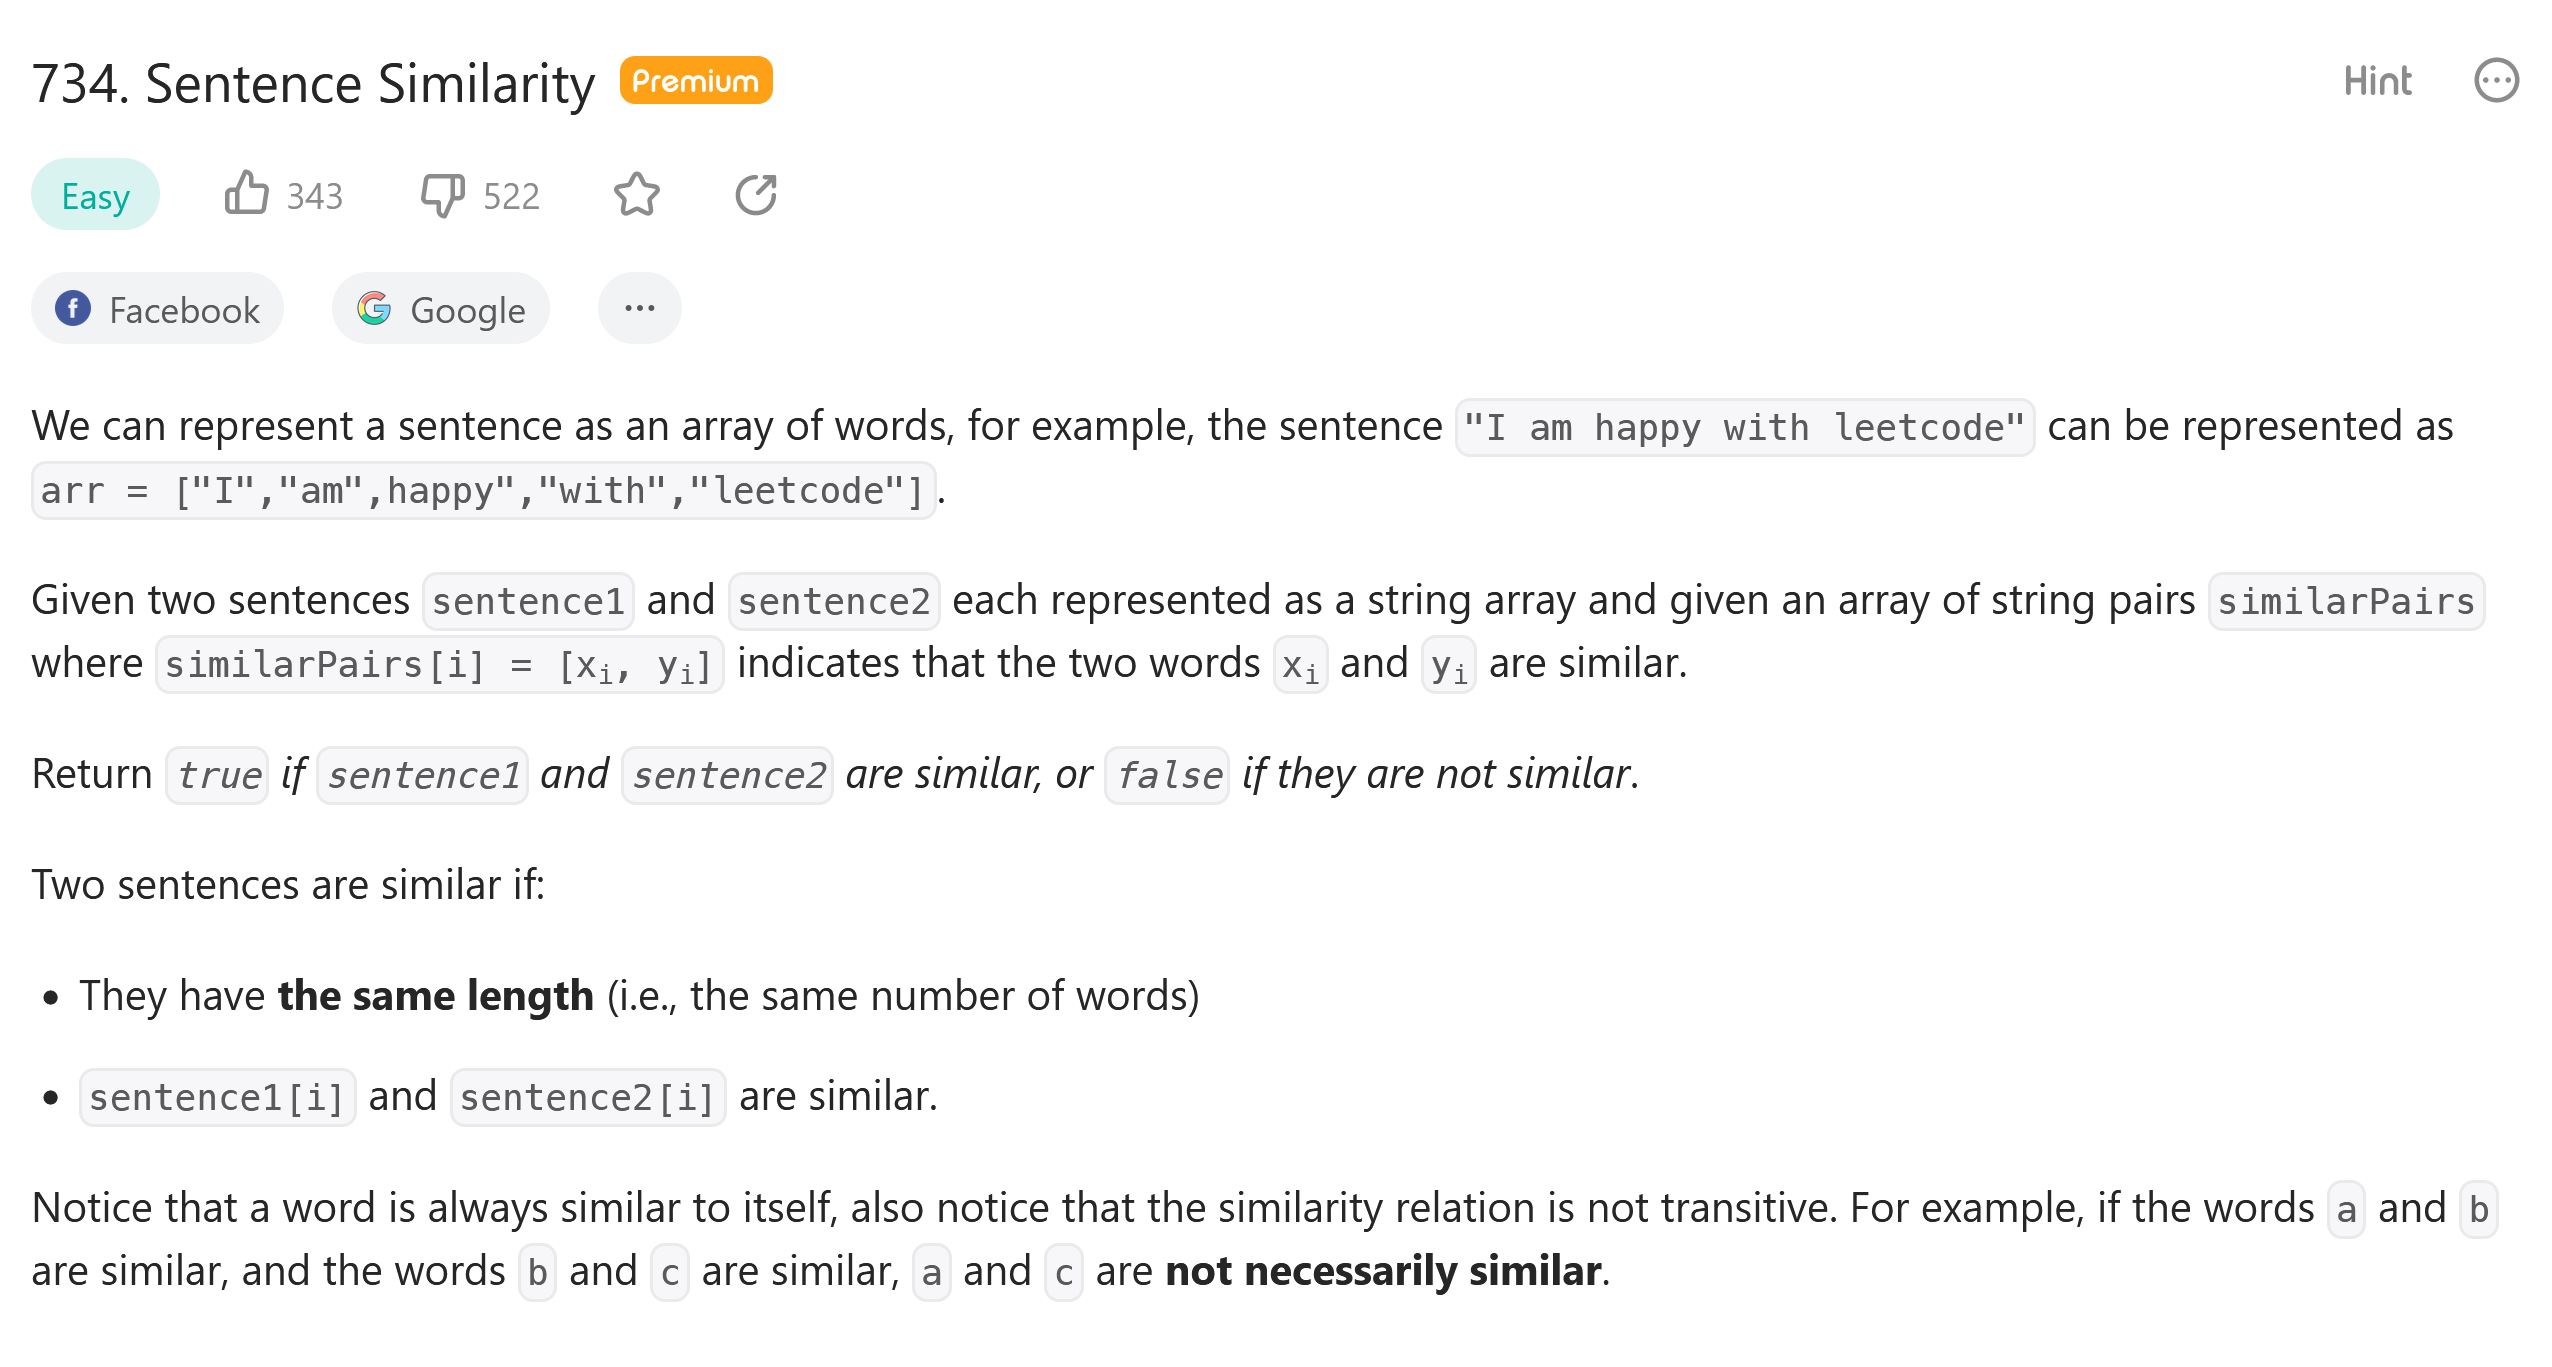 734. Sentence Similarity Premium Hint
Easy 343 522
Facebook Google
We can represent a sentence as an array of words, for example, the sentence "I am happy with leetcode" can be represented as
arr = ["I","am",happy","with","leetcode"].
Given two sentences sentence1 and sentence2 each represented as a string array and given an array of string pairs similarPairs
where similarPairs[i] = [xi, yi] indicates that the two words xi and yi are similar.
Return true if sentence1 and sentence2 are similar, or false if they are not similar.
Two sentences are similar if:
• They have the same length (i.e., the same number of words)
• sentence1[i] and sentence2[i] are similar.
Notice that a word is always similar to itself, also notice that the similarity relation is not transitive. For example, if the words a and b
are similar, and the words b and c are similar, a and c are not necessarily similar.